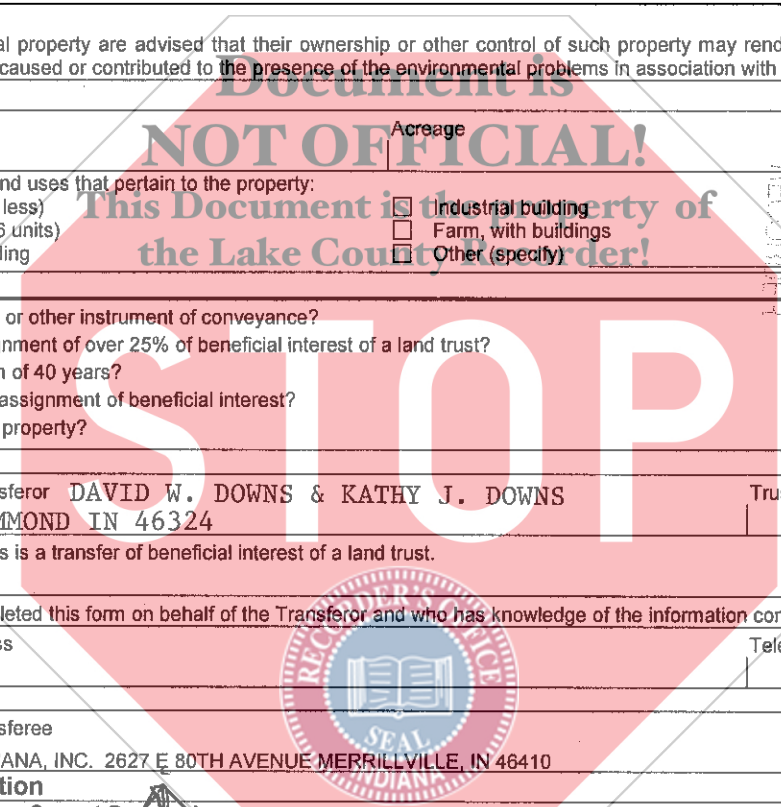 al property are advised that their ownership or other control of such property may rend
caused or contributed to the presence of the environmental problems in association with
Document is
NOT OFFICIAL!
This Document is the property of
the Lake County Recorder!
Acreage
nd uses that pertain to the property:
less)
☐ Industrial building
6 units)
☐ Farm, with buildings
ling
☐ Other (specify)
or other instrument of conveyance?
nment of over 25% of beneficial interest of a land trust?
n of 40 years?
assignment of beneficial interest?
property?
STOP
sferor DAVID W. DOWNS & KATHY J. DOWNS Tru
MMOND IN 46324
s is a transfer of beneficial interest of a land trust.
leted this form on behalf of the Transferor and who has knowledge of the information con
ss Tele
RECORDER'S OFFICE
SEAL
INDIANA
sferee
ANA, INC. 2627 E 80TH AVENUE MERRILLVILLE, IN 46410
tion